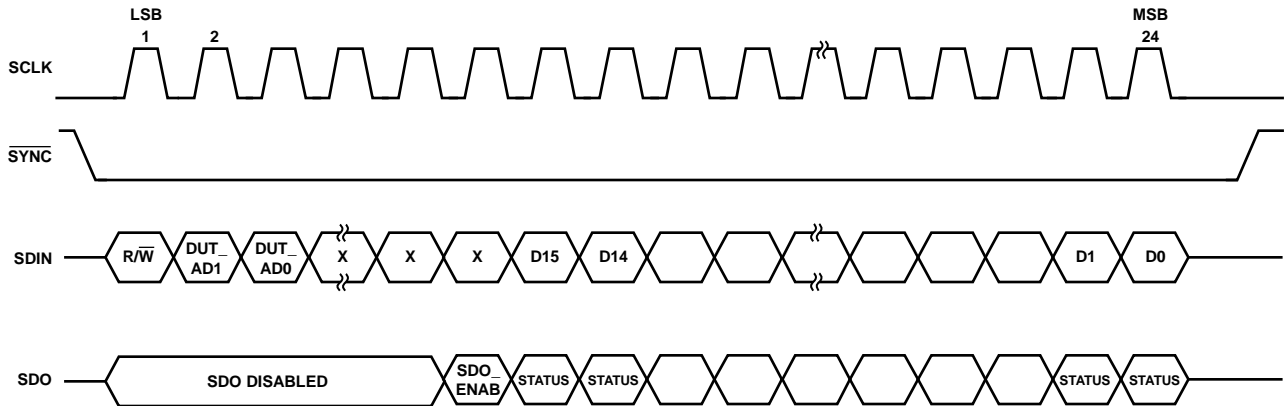 LSB MSB
1 2 24
SCLK
SYNC
SDIN R/W DUT_ DUT_ X X X D15 D14 D1 D0
AD1 AD0
SDO SDO DISABLED SDO_ STATUS STATUS STATUS STATUS
ENAB